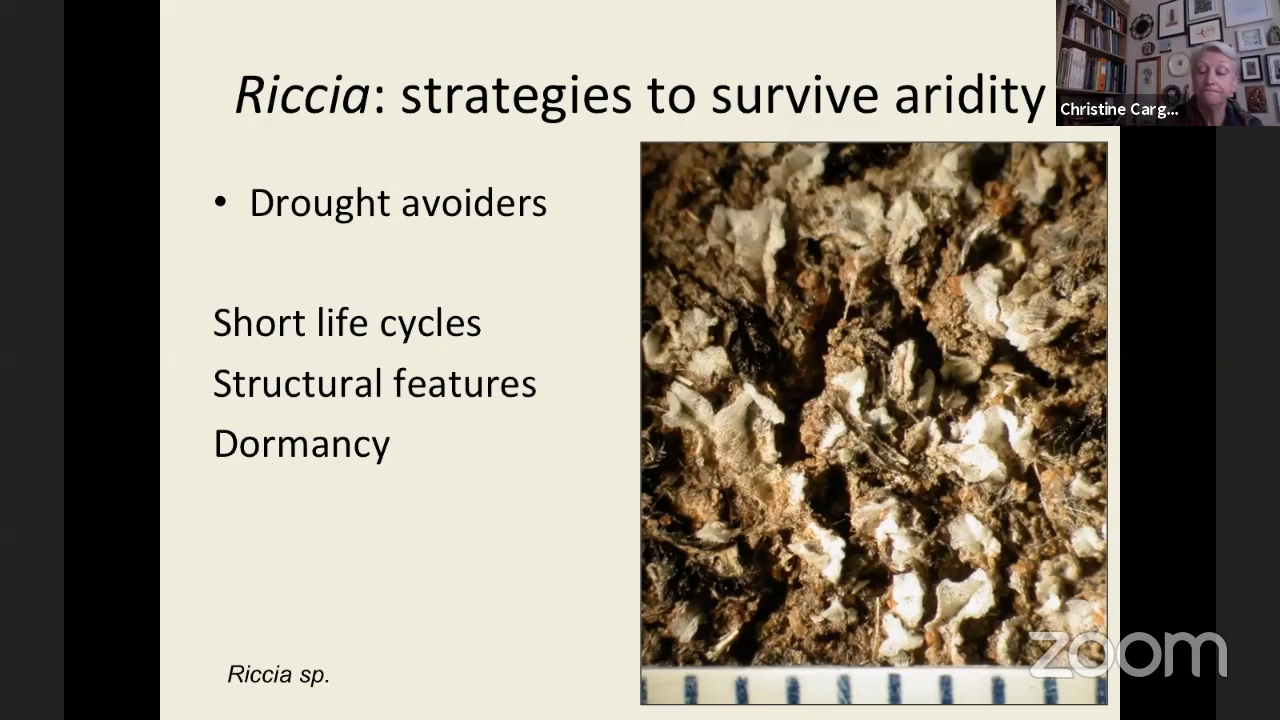 Riccia: strategies to survive aridity
Christine Carg...
• Drought avoiders
Short life cycles
Structural features
Dormancy
Riccia sp.
zoom